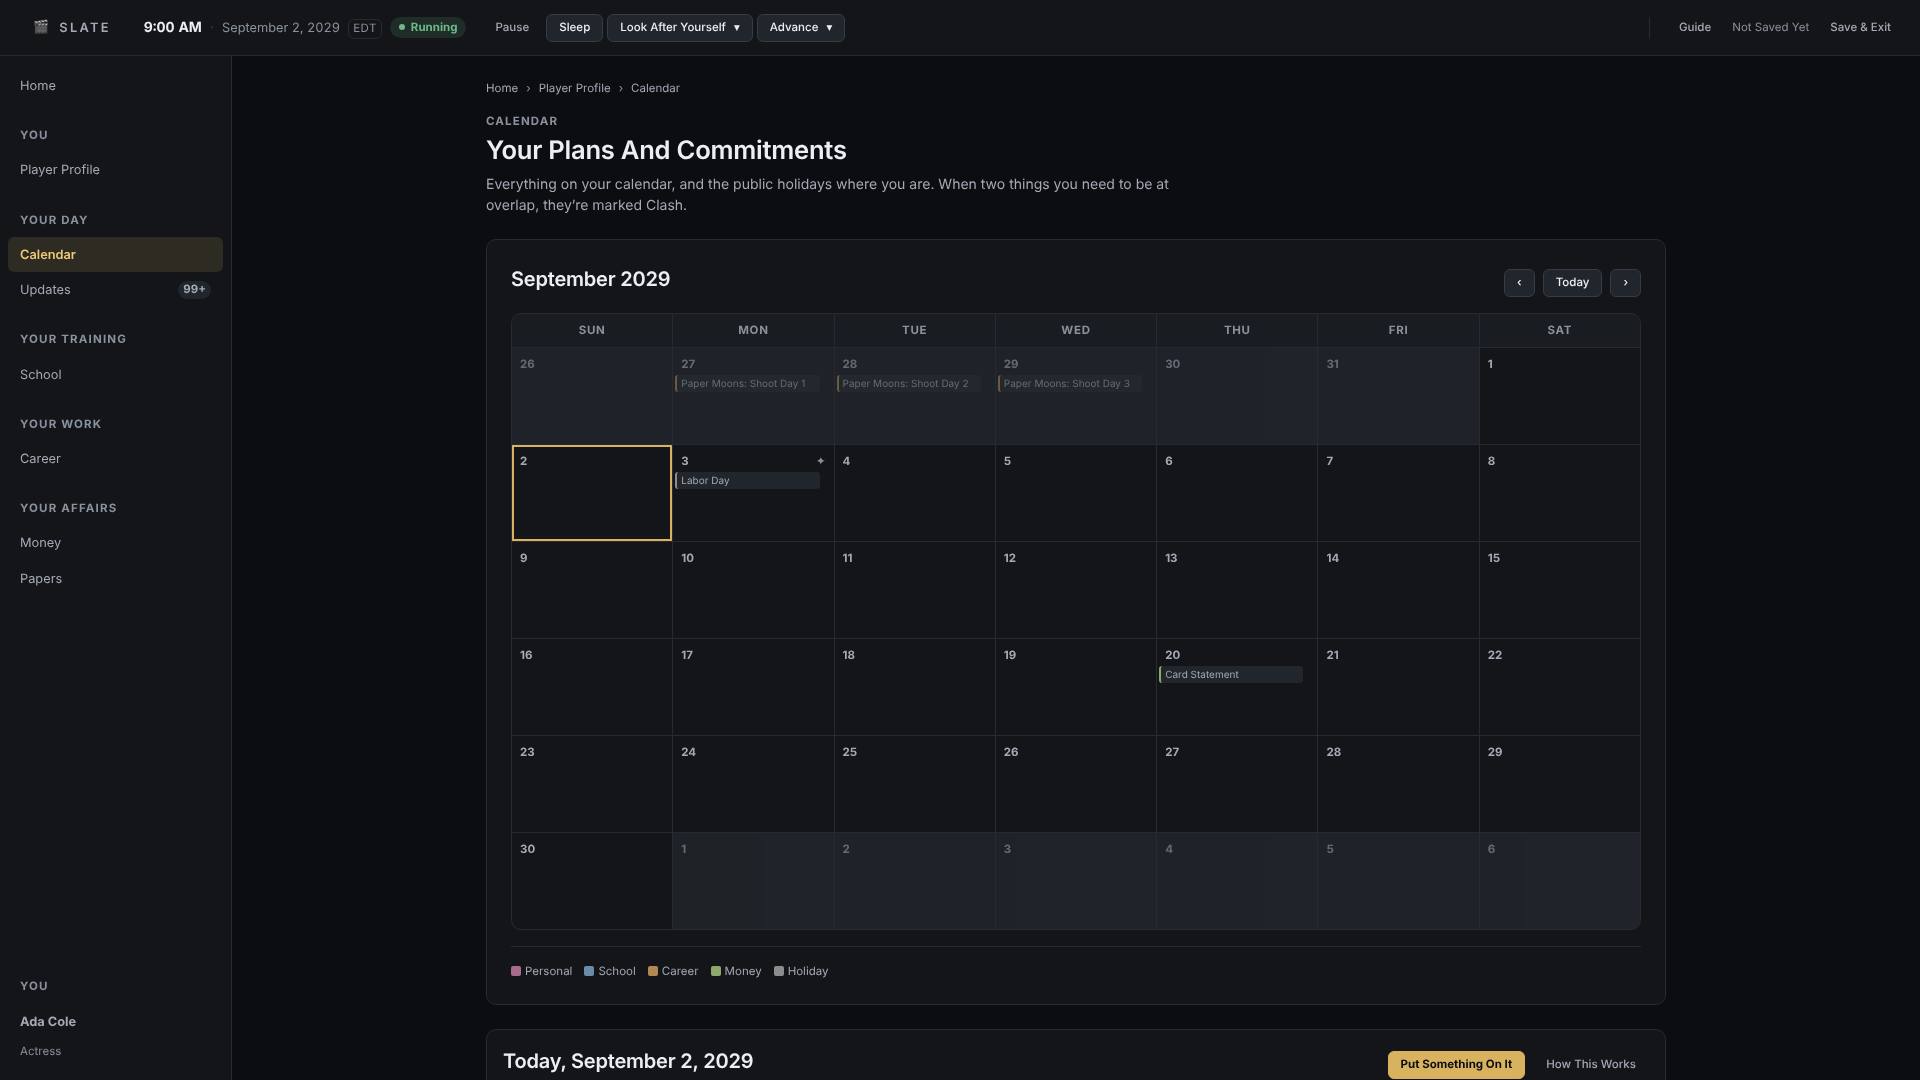 SLATE
9:00 AM · September 2, 2029 EDT Running
Pause
Sleep
Look After Yourself ▾
Advance ▾
Guide
Not Saved Yet
Save & Exit
Home
YOU
Player Profile
YOUR DAY
Calendar
Updates 99+
YOUR TRAINING
School
YOUR WORK
Career
YOUR AFFAIRS
Money
Papers
YOU
Ada Cole
Actress
Home › Player Profile › Calendar
CALENDAR
Your Plans And Commitments
Everything on your calendar, and the public holidays where you are. When two things you need to be at
overlap, they’re marked Clash.
September 2029
‹ Today ›
SUN MON TUE WED THU FRI SAT
26 27 28 29 30 31 1
Paper Moons: Shoot Day 1 Paper Moons: Shoot Day 2 Paper Moons: Shoot Day 3
2 3 ✦ 4 5 6 7 8
Labor Day
9 10 11 12 13 14 15
16 17 18 19 20 21 22
Card Statement
23 24 25 26 27 28 29
30 1 2 3 4 5 6
Personal School Career Money Holiday
Today, September 2, 2029
Put Something On It
How This Works